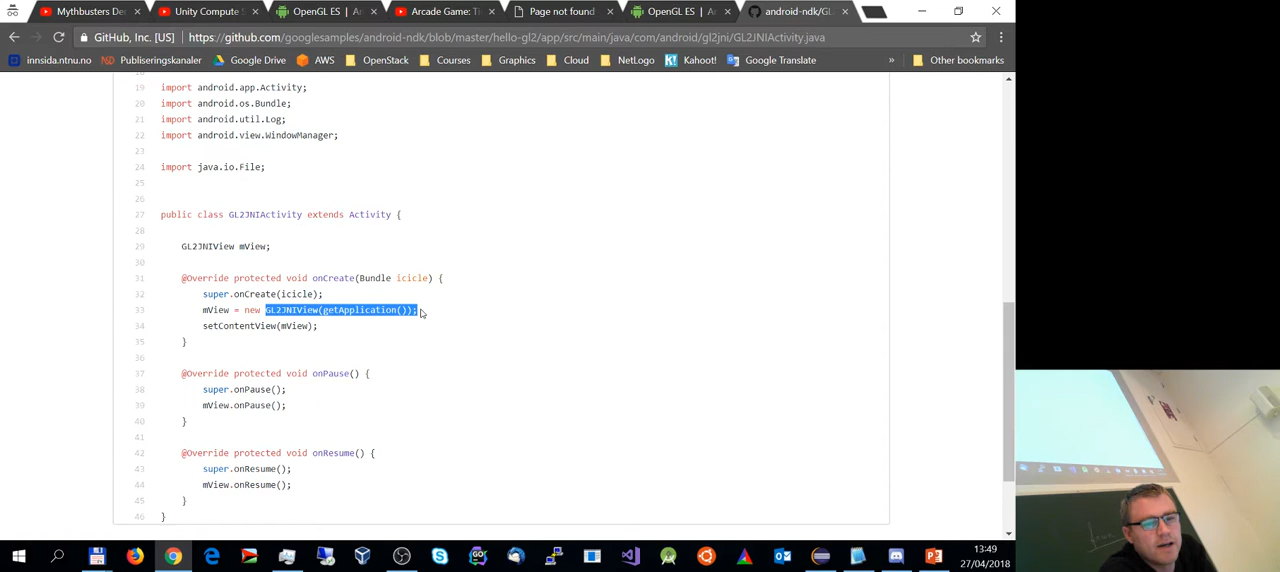 Mythbusters De
Unity Compute S
OpenGL ES | A
Arcade Game: Ti
Page not found
OpenGL ES | A
android-ndk/GL
GitHub, Inc. [US]
https://github.com/googlesamples/android-ndk/blob/master/hello-gl2/app/src/main/java/com/android/gl2jni/GL2JNIActivity.java
innsida.ntnu.no
Publiseringskanaler
Google Drive
AWS
OpenStack
Courses
Graphics
Cloud
NetLogo
Kahoot!
Google Translate
»
Other bookmarks
19 import android.app.Activity;
20 import android.os.Bundle;
21 import android.util.Log;
22 import android.view.WindowManager;
23
24 import java.io.File;
25
26
27 public class GL2JNIActivity extends Activity {
28
29 GL2JNIView mView;
30
31 @Override protected void onCreate(Bundle icicle) {
32 super.onCreate(icicle);
33 mView = new GL2JNIView(getApplication());
34 setContentView(mView);
35 }
36
37 @Override protected void onPause() {
38 super.onPause();
39 mView.onPause();
40 }
41
42 @Override protected void onResume() {
43 super.onResume();
44 mView.onResume();
45 }
46 }
13:49
27/04/2018